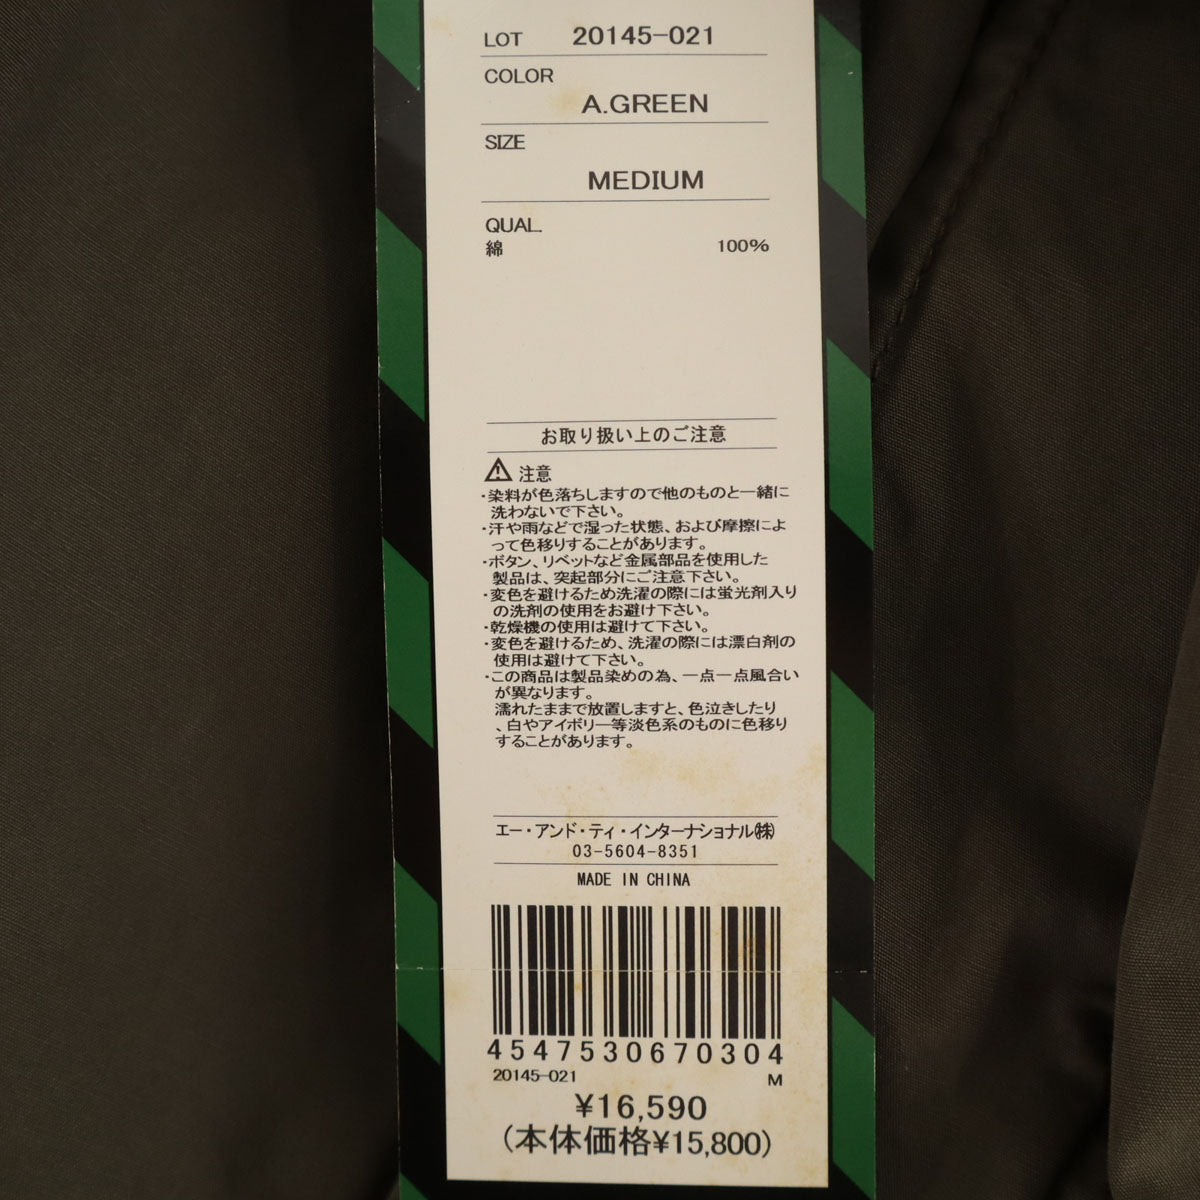 LOT 20145-021
COLOR
A.GREEN
SIZE
MEDIUM
QUAL.
綿 100%
お取り扱い上のご注意
⚠ 注意
・染料が色落ちしますので他のものと一緒に
洗わないで下さい。
・汗や雨などで湿った状態、および摩擦によ
って色移りすることがあります。
・ボタン、リベットなど金属部品を使用した
製品は、突起部分にご注意下さい。
・変色を避けるため洗濯の際には蛍光剤入り
の洗剤の使用をお避け下さい。
・乾燥機の使用は避けて下さい。
・変色を避けるため、洗濯の際には漂白剤の
使用は避けて下さい。
・この商品は製品染めの為、一点一点風合い
が異なります。
濡れたままで放置しますと、色泣きしたり
、白やアイボリー等淡色系のものに色移り
することがあります。
エー・アンド・ティ・インターナショナル㈱
03-5604-8351
MADE IN CHINA
4547530670304
20145-021 M
¥16,590
(本体価格¥15,800)